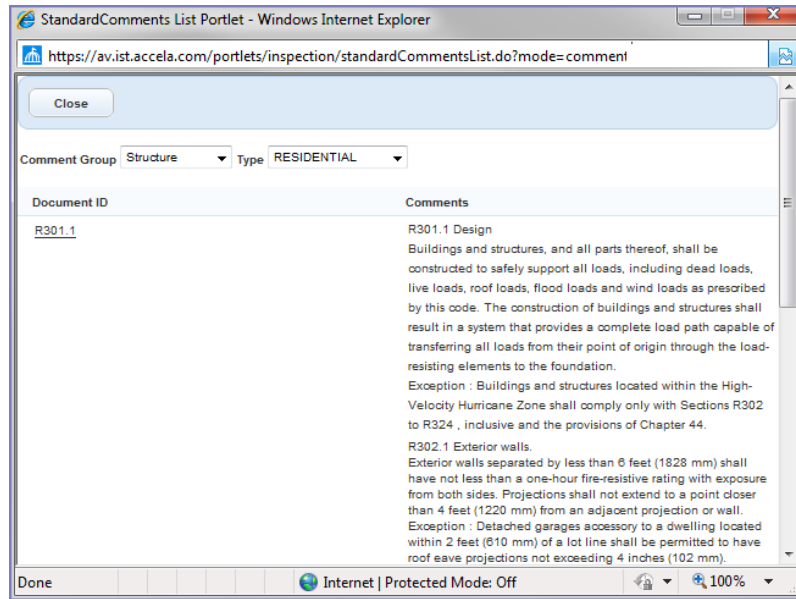 StandardComments List Portlet - Windows Internet Explorer
https://av.ist.accela.com/portlets/inspection/standardCommentsList.do?mode=comment
Close
Comment Group Structure Type RESIDENTIAL
Document ID Comments
R301.1 R301.1 Design
Buildings and structures, and all parts thereof, shall be
constructed to safely support all loads, including dead loads,
live loads, roof loads, flood loads and wind loads as prescribed
by this code. The construction of buildings and structures shall
result in a system that provides a complete load path capable of
transferring all loads from their point of origin through the load-
resisting elements to the foundation.
Exception : Buildings and structures located within the High-
Velocity Hurricane Zone shall comply only with Sections R302
to R324 , inclusive and the provisions of Chapter 44.
R302.1 Exterior walls.
Exterior walls separated by less than 6 feet (1828 mm) shall
have not less than a one-hour fire-resistive rating with exposure
from both sides. Projections shall not extend to a point closer
than 4 feet (1220 mm) from an adjacent projection or wall.
Exception : Detached garages accessory to a dwelling located
within 2 feet (610 mm) of a lot line shall be permitted to have
roof eave projections not exceeding 4 inches (102 mm).
Done Internet | Protected Mode: Off 100%